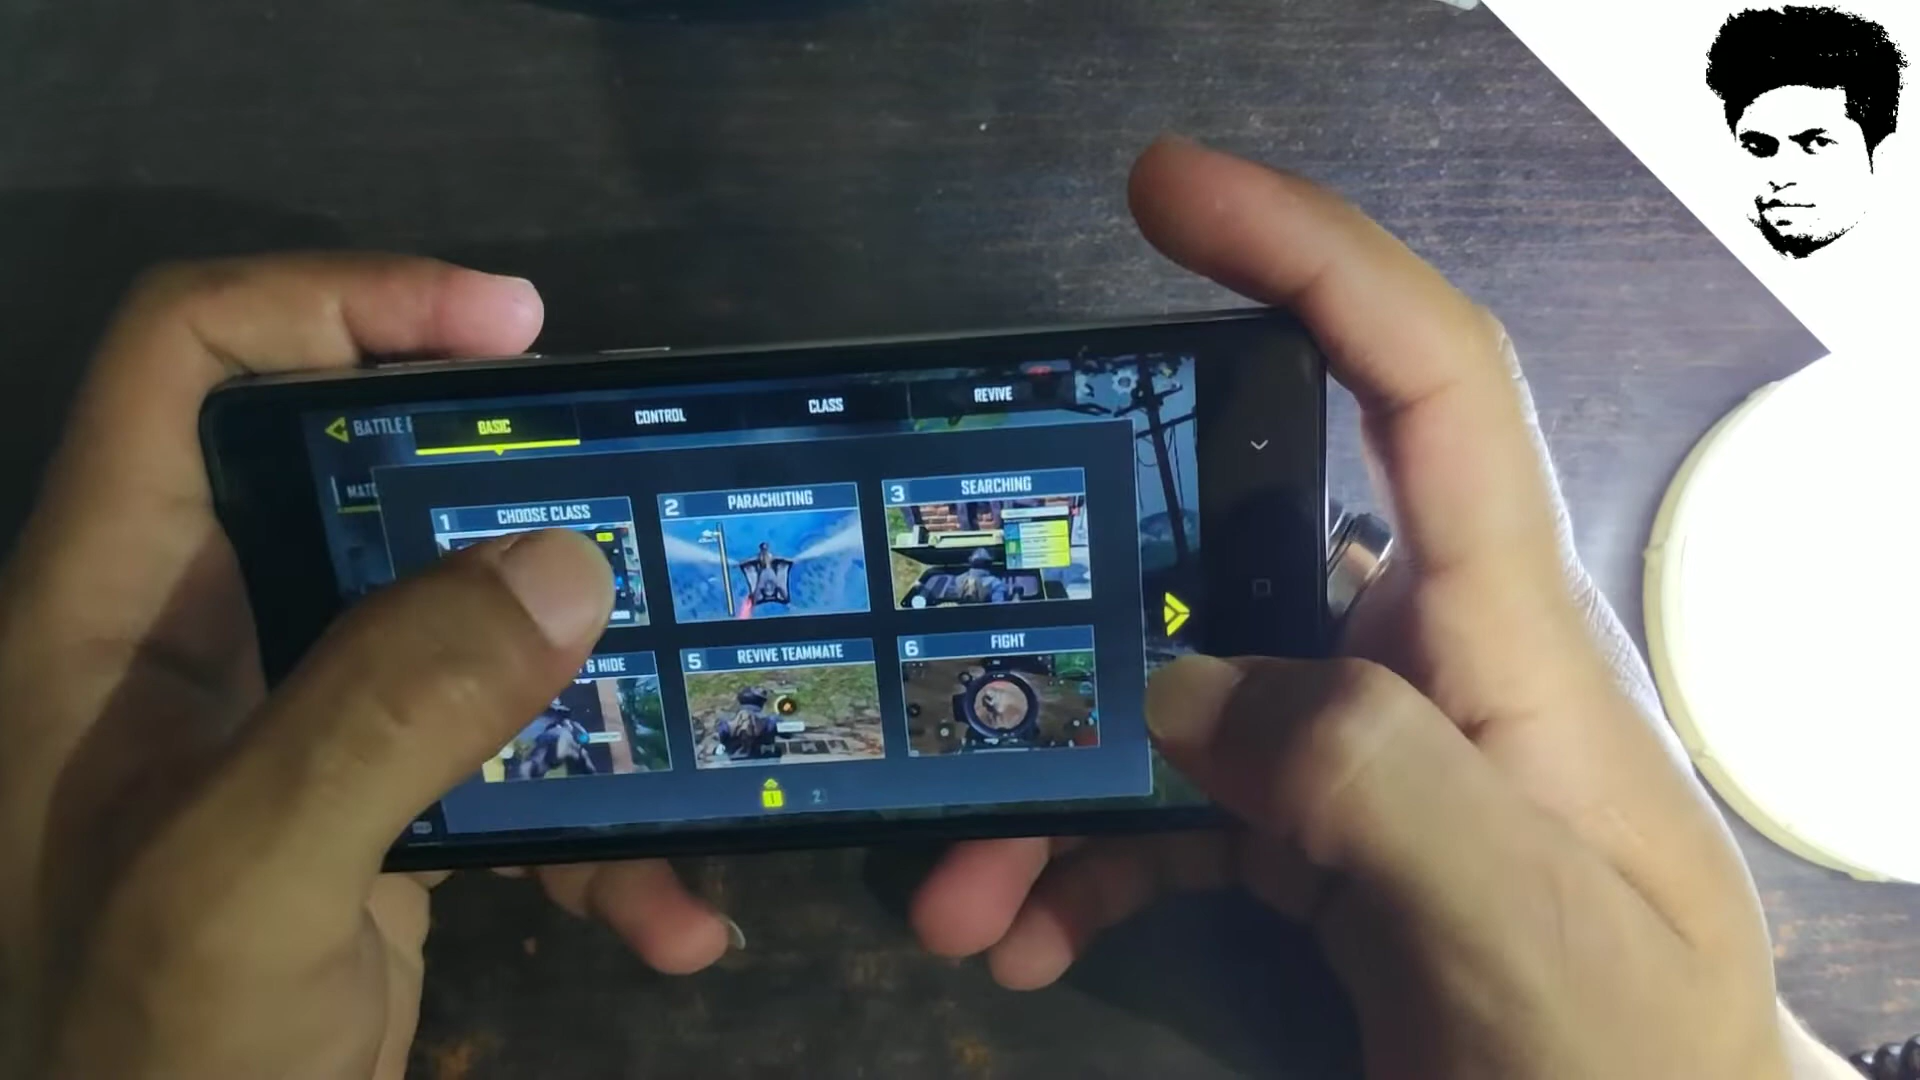 BATTLE
BASIC
CONTROL
CLASS
REVIVE
1 CHOOSE CLASS
2 PARACHUTING
3 SEARCHING
& HIDE
5 REVIVE TEAMMATE
6 FIGHT
1 2